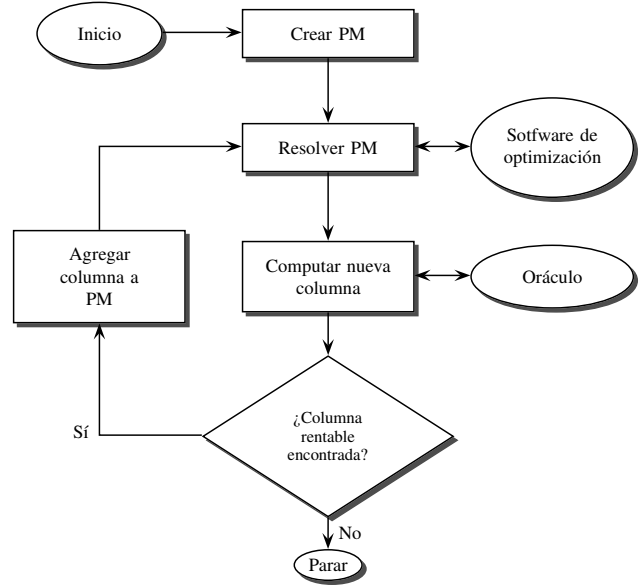 Inicio
Crear PM
Resolver PM
Sotfware de
optimización
Agregar
columna a
PM
Computar nueva
columna
Oráculo
¿Columna
rentable
encontrada?
Sí
No
Parar